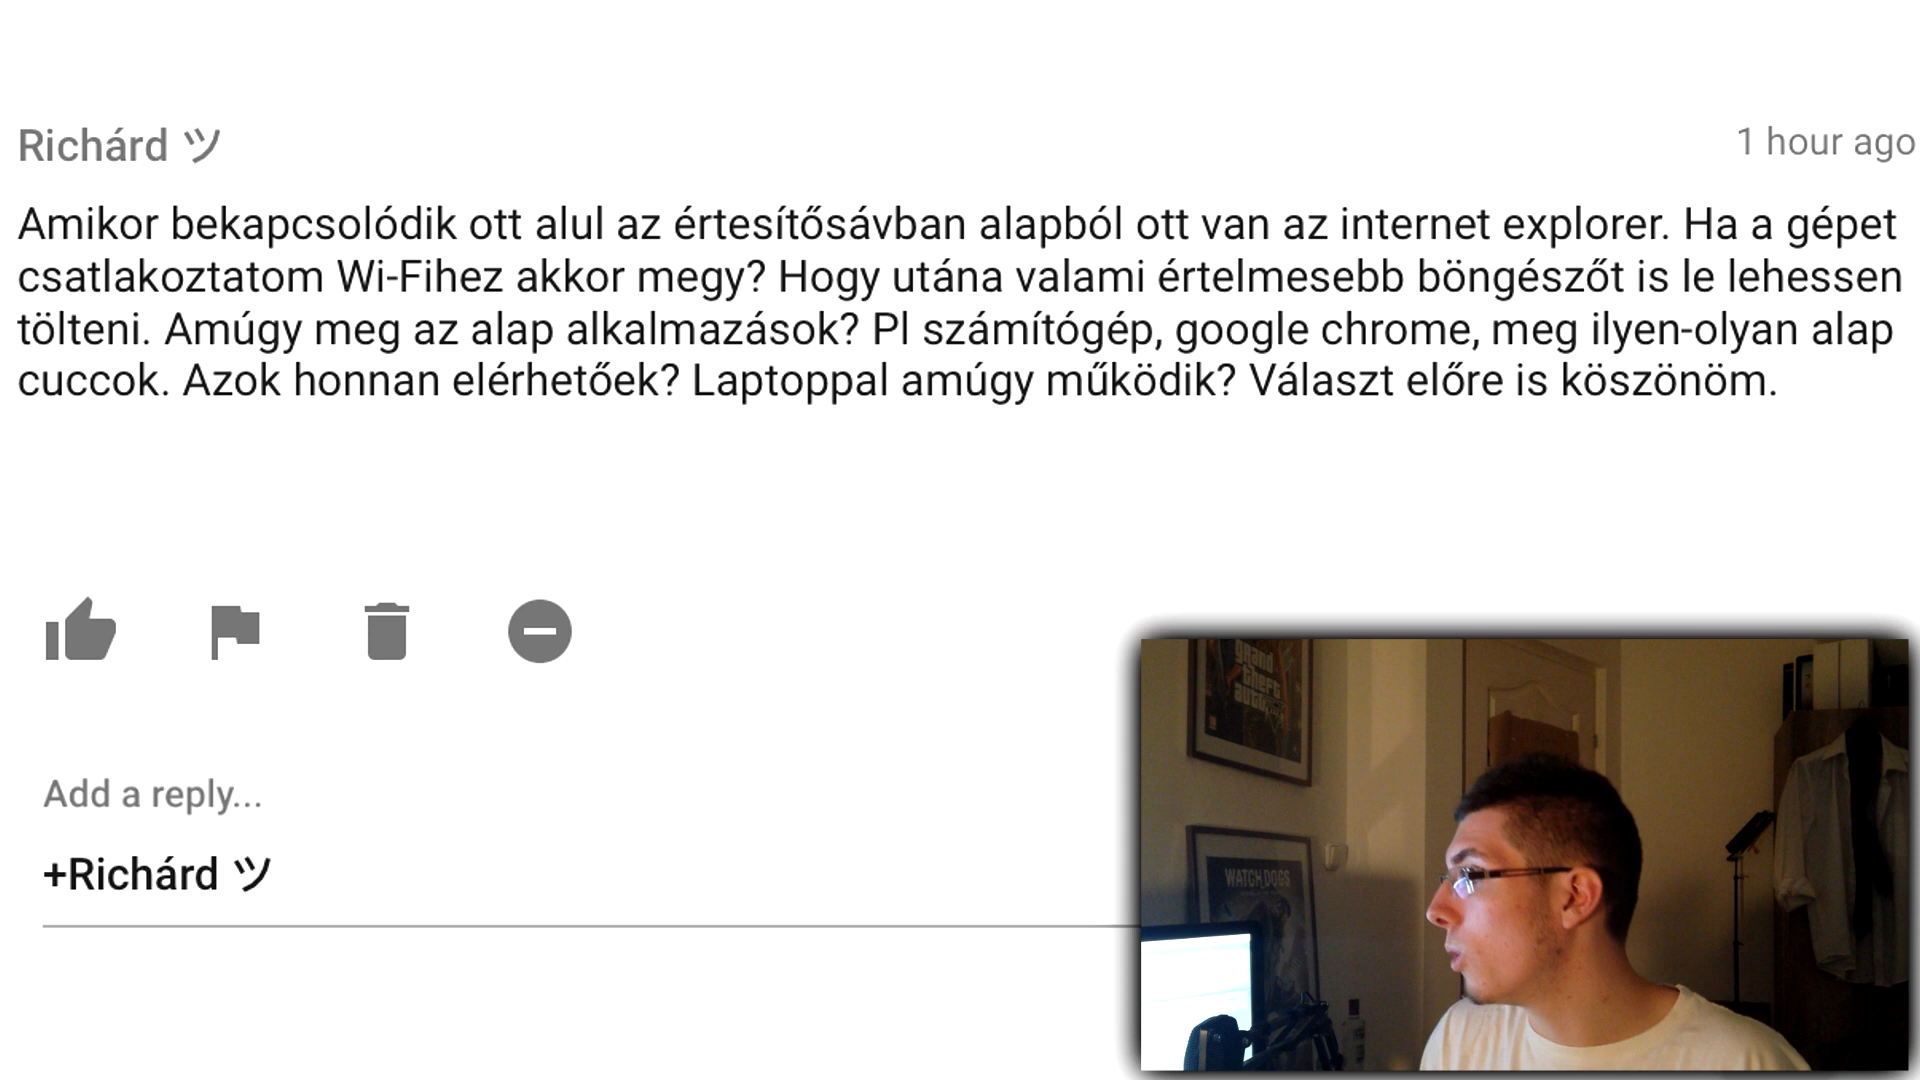 Richárd ツ
1 hour ago
Amikor bekapcsolódik ott alul az értesítősávban alapból ott van az internet explorer. Ha a gépet
csatlakoztatom Wi-Fihez akkor megy? Hogy utána valami értelmesebb böngészőt is le lehessen
tölteni. Amúgy meg az alap alkalmazások? Pl számítógép, google chrome, meg ilyen-olyan alap
cuccok. Azok honnan elérhetőek? Laptoppal amúgy működik? Választ előre is köszönöm.
Add a reply...
+Richárd ツ
grand
theft
auto
WATCH DOGS